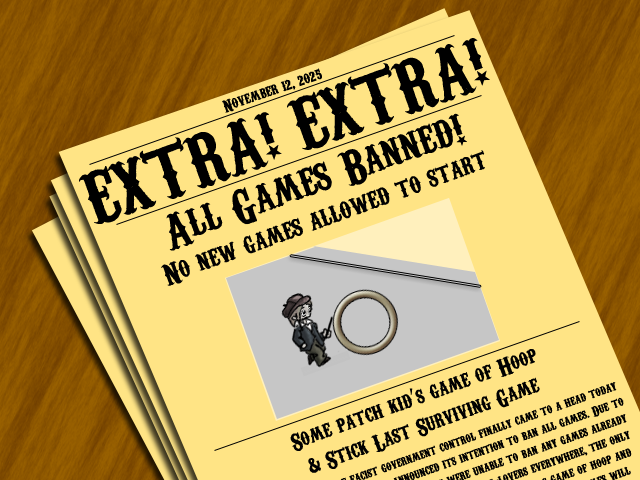 November 12, 2025
EXTRA! EXTRA!
All Games Banned!
No new games allowed to start
Some patch kid's game of Hoop
& Stick Last Surviving Game
facist government control finally came to a head today
announced its intention to ban all games. Due to
were unable to ban any games already
lovers everywhere, the only
game of hoop and
will